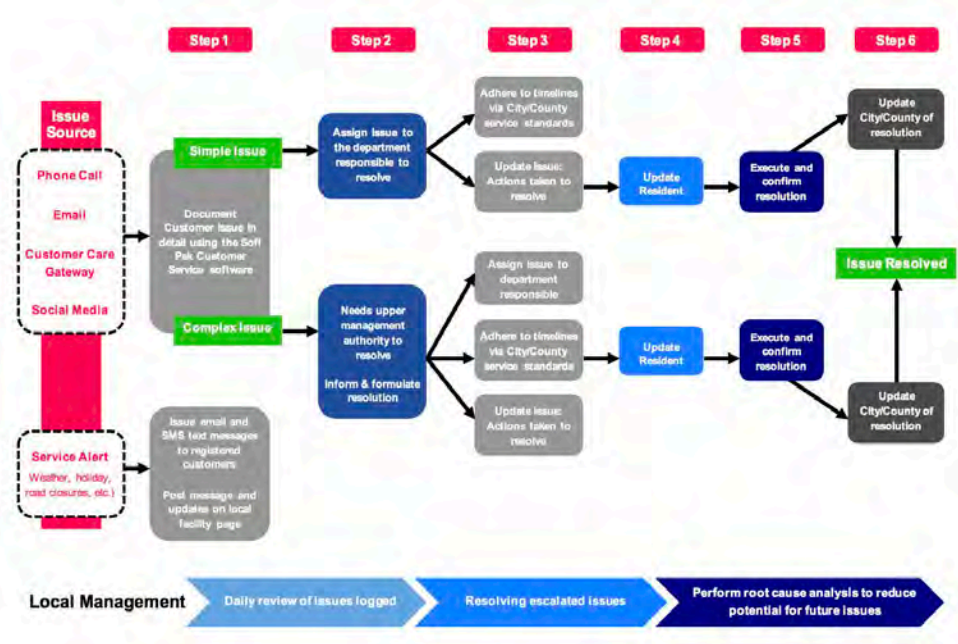 Step 1
Step 2
Step 3
Step 4
Step 5
Step 6
Issue
Source
Phone Call
Email
Customer Care
Gateway
Social Media
Simple Issue
Document
Customer Issue in
detail using the Soft
Pak Customer
Service software
Complex Issue
Assign Issue to
the department
responsible to
resolve
Adhere to timelines
via City/County
service standards
Update Issue:
Actions taken to
resolve
Update
Resident
Execute and
confirm
resolution
Update
City/County of
resolution
Issue Resolved
Needs upper
management
authority to
resolve
Inform & formulate
resolution
Assign Issue to
department
responsible
Adhere to timelines
via City/County
service standards
Update Issue:
Actions taken to
resolve
Update
Resident
Execute and
confirm
resolution
Update
City/County of
resolution
Service Alert
(Weather, holiday,
road closures, etc.)
Issue email and
SMS text messages
to registered
customers
Post message and
updates on local
facility page
Local Management
Daily review of issues logged
Resolving escalated issues
Perform root cause analysis to reduce
potential for future issues